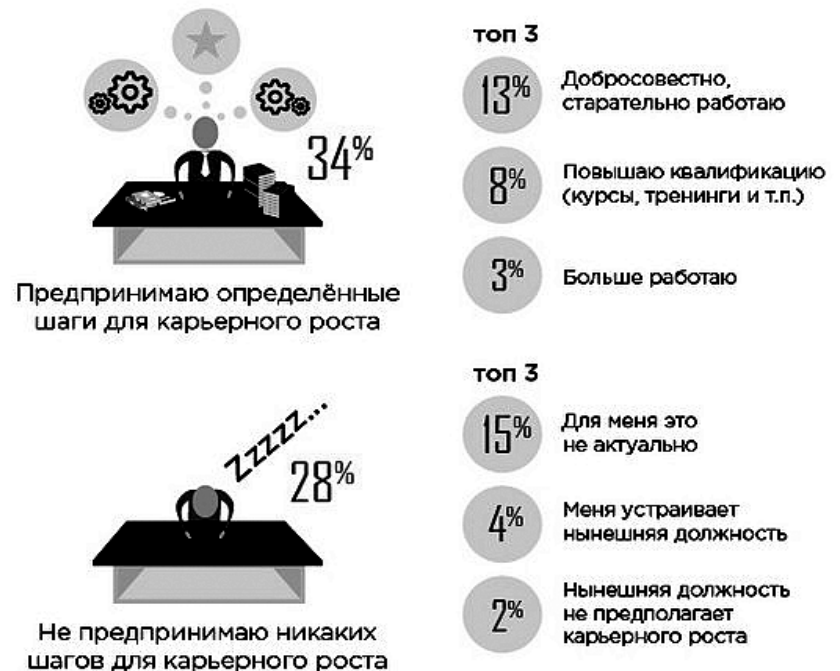 34%
Предпринимаю определённые
шаги для карьерного роста
топ 3
13%
Добросовестно,
старательно работаю
8%
Повышаю квалификацию
(курсы, тренинги и т.п.)
3%
Больше работаю
Zzzzz...
28%
Не предпринимаю никаких
шагов для карьерного роста
топ 3
15%
Для меня это
не актуально
4%
Меня устраивает
нынешняя должность
2%
Нынешняя должность
не предполагает
карьерного роста